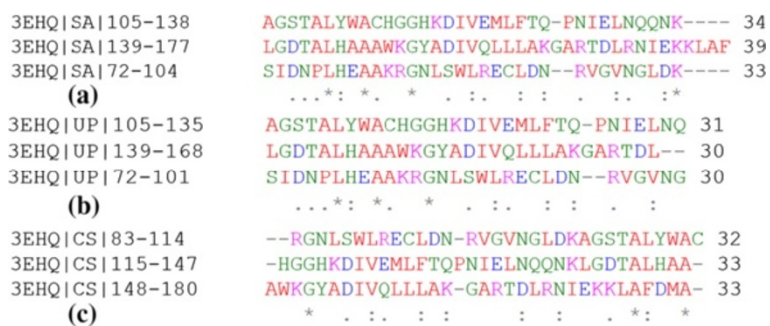 3EHQ|SA|105-138 AGSTALYWACHGGHKDIVEMLFTQ-PNIELNQQNK---- 34
3EHQ|SA|139-177 LGDTALHAAAWKGYADIVQLLLAKGARTDLRNIEKKLAF 39
3EHQ|SA|72-104 SIDNPLHEAAKRGNLSWLRECLDN--RVGVNGLDK---- 33
(a) ...*: *. * . :. : : . :. :*
3EHQ|UP|105-135 AGSTALYWACHGGHKDIVEMLFTQ-PNIELNQ 31
3EHQ|UP|139-168 LGDTALHAAAWKGYADIVQLLLAKGARTDL-- 30
3EHQ|UP|72-101 SIDNPLHEAAKRGNLSWLRECLDN--RVGVNG 30
(b) ...*: *. * . :. : : . :
3EHQ|CS|83-114 --RGNLSWLRECLDN-RVGVNGLDKAGSTALYWAC 32
3EHQ|CS|115-147 -HGGHKDIVEMLFTQPNIELNQQNKLGDTALHAA- 33
3EHQ|CS|148-180 AWKGYADIVQLLLAK-GARTDLRNIEKKLAFDMA- 33
(c) * . :. : : : : . *: *